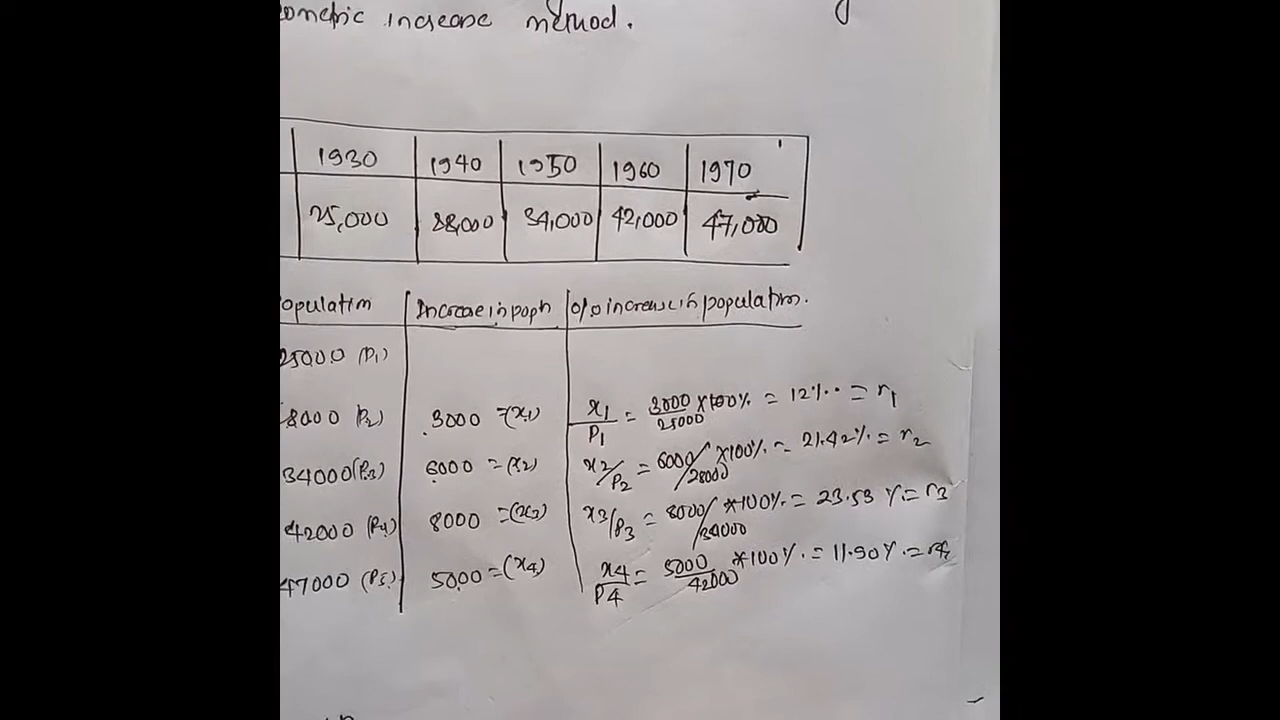 ometric increase method.
1930 1940 1950 1960 1970
25,000 28,000 34,000 42,000 47,000
opulation Increase in popn % increase in population.
25000 (P1)
8000 (P2) 3000 =(x1) x1/P1 = 3000/25000 ×100% = 12% = r1
34000 (P3) 6000 =(x2) x2/P2 = 6000/28000 ×100% = 21.42% = r2
42000 (P4) 8000 =(x3) x3/P3 = 8000/34000 *100% = 23.53 % = r3
47000 (P5) 5000 =(x4) x4/P4 = 5000/42000 *100% = 11.90% = r4